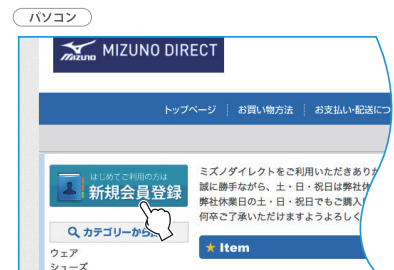 パソコン
MIZUNO
MIZUNO DIRECT
トップページ お買い物方法 お支払い・配送につ
はじめてご利用の方は
新規会員登録
カテゴリーから
ウェア
シューズ
ミズノダイレクトをご利用いただきありが
誠に勝手ながら、土・日・祝日は弊社休
弊社休業日の土・日・祝日でもご購入
何卒ご了承いただけますようよろしく
★ Item